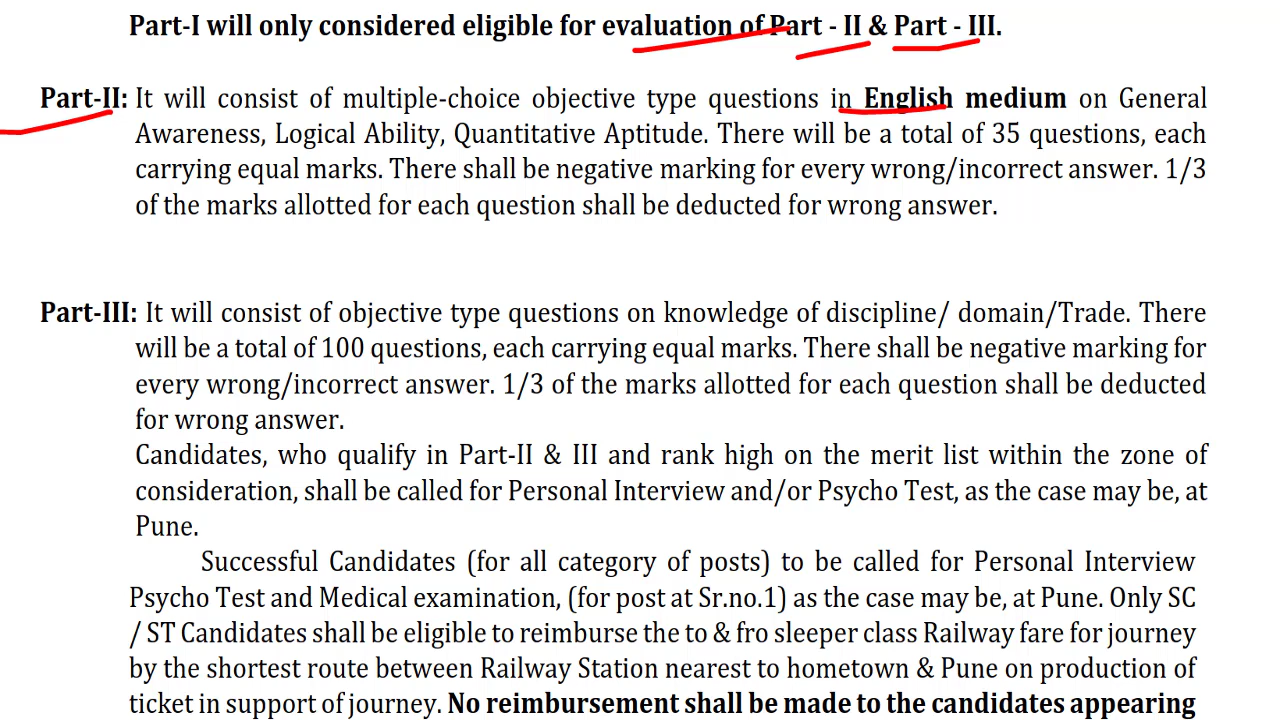 Part-I will only considered eligible for evaluation of Part - II & Part - III.
Part-II: It will consist of multiple-choice objective type questions in English medium on General
Awareness, Logical Ability, Quantitative Aptitude. There will be a total of 35 questions, each
carrying equal marks. There shall be negative marking for every wrong/incorrect answer. 1/3
of the marks allotted for each question shall be deducted for wrong answer.
Part-III: It will consist of objective type questions on knowledge of discipline/ domain/Trade. There
will be a total of 100 questions, each carrying equal marks. There shall be negative marking for
every wrong/incorrect answer. 1/3 of the marks allotted for each question shall be deducted
for wrong answer.
Candidates, who qualify in Part-II & III and rank high on the merit list within the zone of
consideration, shall be called for Personal Interview and/or Psycho Test, as the case may be, at
Pune.
Successful Candidates (for all category of posts) to be called for Personal Interview
Psycho Test and Medical examination, (for post at Sr.no.1) as the case may be, at Pune. Only SC
/ ST Candidates shall be eligible to reimburse the to & fro sleeper class Railway fare for journey
by the shortest route between Railway Station nearest to hometown & Pune on production of
ticket in support of journey. No reimbursement shall be made to the candidates appearing